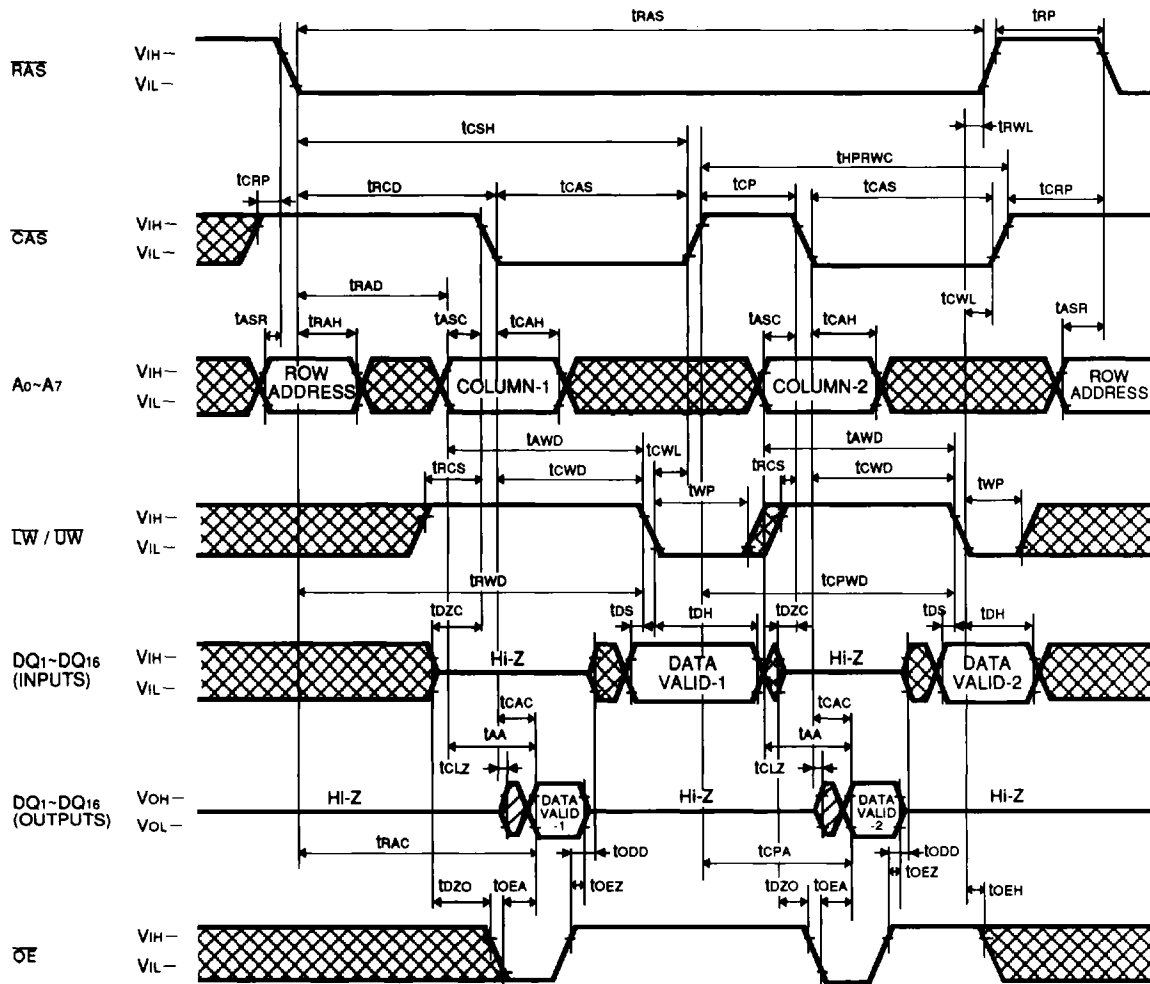 tRAS
tRP
RAS
VIH
VIL
tCSH
tRWL
tHPRWC
tCRP
tRCD
tCAS
tCP
tCAS
tCRP
CAS
VIH
VIL
tRAD
tCWL
tASR
tRAH
tASC
tCAH
tASC
tCAH
tASR
A0~A7
VIH
VIL
ROW
ADDRESS
COLUMN-1
COLUMN-2
ROW
ADDRESS
tAWD
tCWL
tAWD
tRCS
tCWD
tRCS
tCWD
tWP
tWP
LW / UW
VIH
VIL
tRWD
tCPWD
tDZC
tDS
tDH
tDZC
tDS
tDH
DQ1~DQ16
(INPUTS)
VIH
VIL
Hi-Z
DATA
VALID-1
Hi-Z
DATA
VALID-2
tCAC
tCAC
tAA
tAA
tCLZ
tCLZ
DQ1~DQ16
(OUTPUTS)
VOH
VOL
Hi-Z
DATA
VALID
-1
Hi-Z
DATA
VALID
-2
Hi-Z
tRAC
tODD
tCPA
tODD
tDZO
tOEA
tOEZ
tDZO
tOEA
tOEZ
tOEH
OE
VIH
VIL